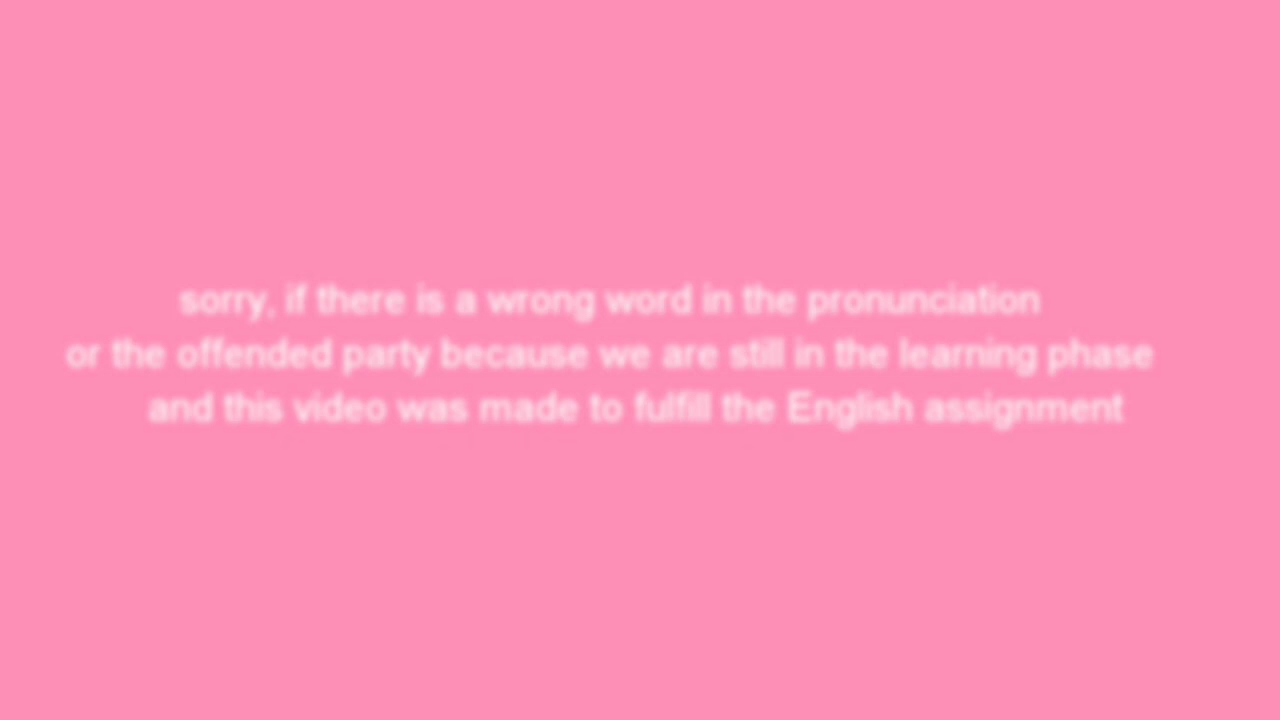 sorry, if there is a wrong word in the pronunciation
or the offended party because we are still in the learning phase
and this video was made to fulfill the English assignment